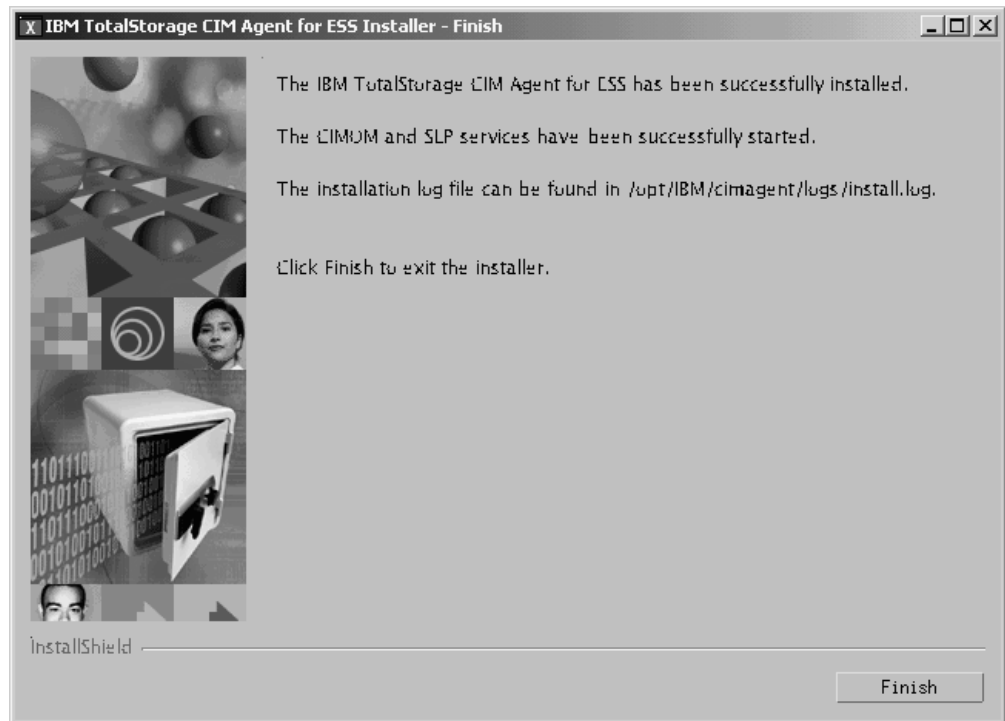 X IBM TotalStorage CIM Agent for ESS Installer - Finish
The IBM TotalStorage CIM Agent for ESS has been successfully installed.
The CIMOM and SLP services have been successfully started.
The installation log file can be found in /opt/IBM/cimagent/logs/install.log.
Click Finish to exit the installer.
InstallShield
Finish